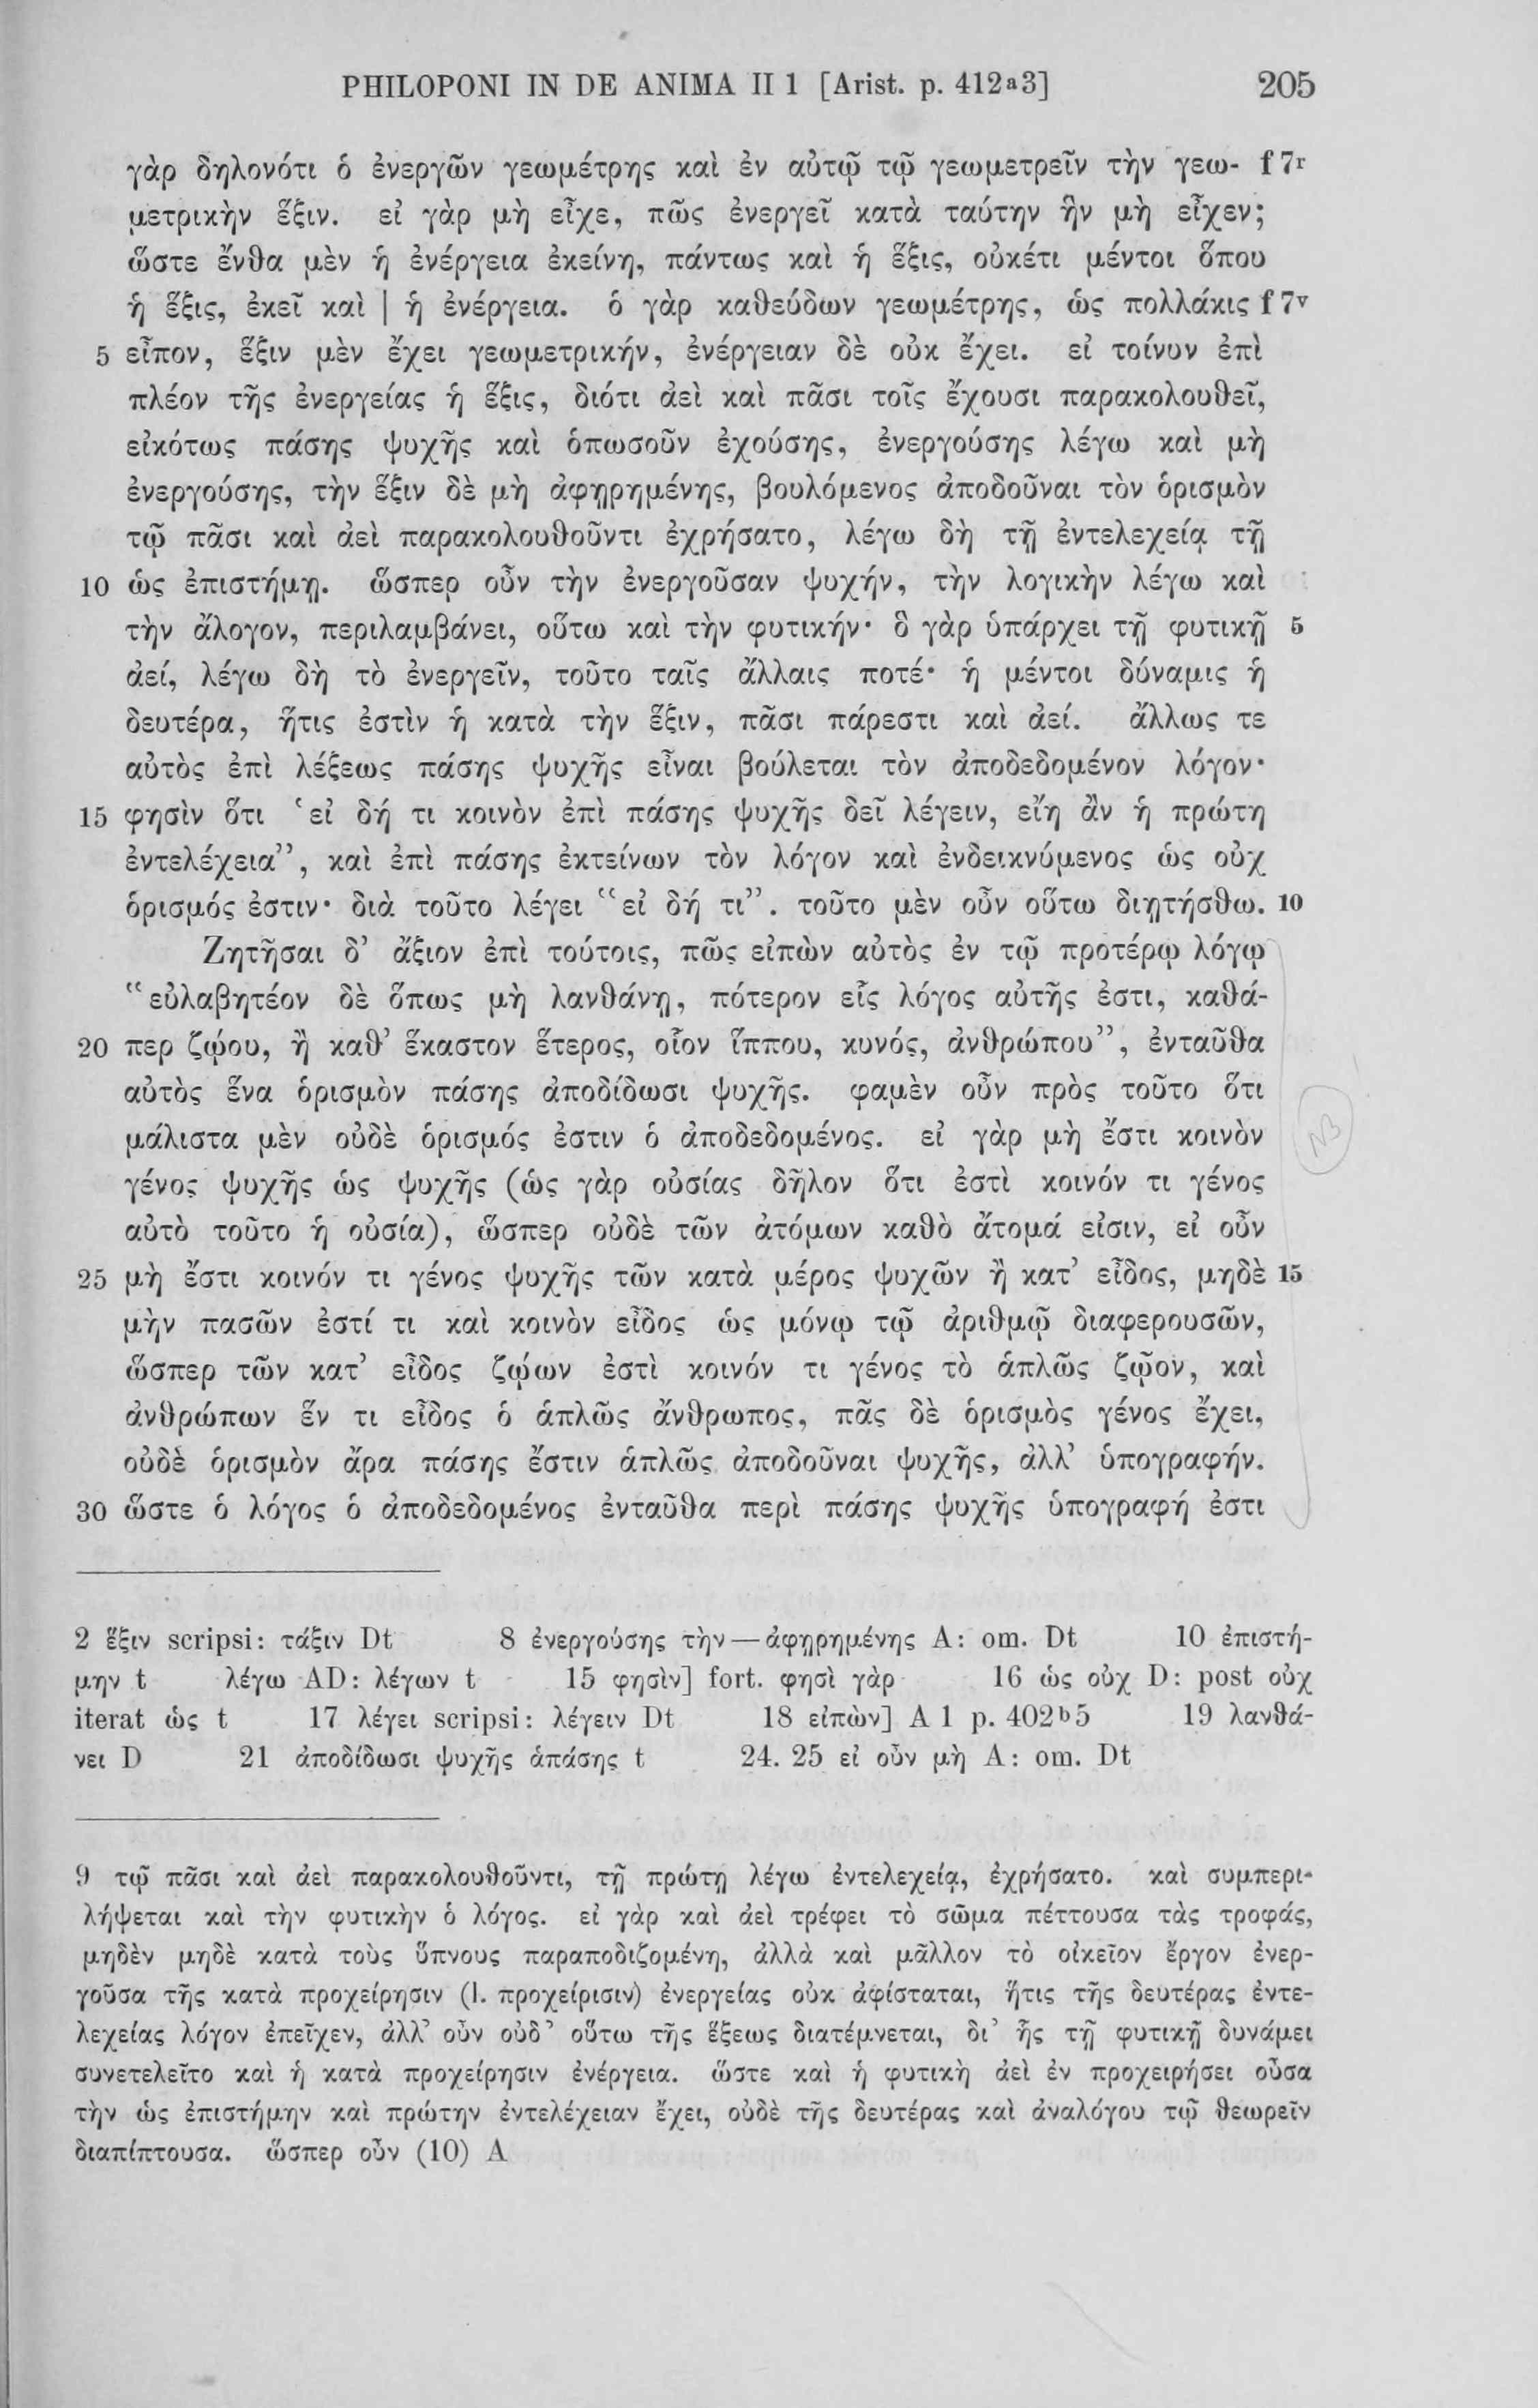 PHILOPONI IN DE ANIMA II 1 [Arist. p. 412a3] 205
γὰρ δηλονότι ὁ ἐνεργῶν γεωμέτρης καὶ ἐν αὐτῷ τῷ γεωμετρεῖν τὴν γεω- f 7r
μετρικὴν ἕξιν. εἰ γὰρ μὴ εἶχε, πῶς ἐνεργεῖ κατὰ ταύτην ἣν μὴ εἶχεν;
ὥστε ἔνθα μὲν ἡ ἐνέργεια ἐκείνη, πάντως καὶ ἡ ἕξις, οὐκέτι μέντοι ὅπου
ἡ ἕξις, ἐκεῖ καὶ | ἡ ἐνέργεια. ὁ γὰρ καθεύδων γεωμέτρης, ὡς πολλάκις f 7v
5 εἶπον, ἕξιν μὲν ἔχει γεωμετρικήν, ἐνέργειαν δὲ οὐκ ἔχει. εἰ τοίνυν ἐπὶ
πλέον τῆς ἐνεργείας ἡ ἕξις, διότι ἀεὶ καὶ πᾶσι τοῖς ἔχουσι παρακολουθεῖ,
εἰκότως πάσης ψυχῆς καὶ ὁπωσοῦν ἐχούσης, ἐνεργούσης λέγω καὶ μὴ
ἐνεργούσης, τὴν ἕξιν δὲ μὴ ἀφῃρημένης, βουλόμενος ἀποδοῦναι τὸν ὁρισμὸν
τῷ πᾶσι καὶ ἀεὶ παρακολουθοῦντι ἐχρήσατο, λέγω δὴ τῇ ἐντελεχείᾳ τῇ
10 ὡς ἐπιστήμῃ. ὥσπερ οὖν τὴν ἐνεργοῦσαν ψυχήν, τὴν λογικὴν λέγω καὶ
τὴν ἄλογον, περιλαμβάνει, οὕτω καὶ τὴν φυτικήν· ὃ γὰρ ὑπάρχει τῇ φυτικῇ 5
ἀεί, λέγω δὴ τὸ ἐνεργεῖν, τοῦτο ταῖς ἄλλαις ποτέ· ἡ μέντοι δύναμις ἡ
δευτέρα, ἥτις ἐστὶν ἡ κατὰ τὴν ἕξιν, πᾶσι πάρεστι καὶ ἀεί. ἄλλως τε
αὐτὸς ἐπὶ λέξεως πάσης ψυχῆς εἶναι βούλεται τὸν ἀποδεδομένον λόγον·
15 φησὶν ὅτι ‘εἰ δή τι κοινὸν ἐπὶ πάσης ψυχῆς δεῖ λέγειν, εἴη ἂν ἡ πρώτη
ἐντελέχεια”, καὶ ἐπὶ πάσης ἐκτείνων τὸν λόγον καὶ ἐνδεικνύμενος ὡς οὐχ
ὁρισμός ἐστιν· διὰ τοῦτο λέγει “εἰ δή τι”. τοῦτο μὲν οὖν οὕτω διῃτήσθω. 10
Ζητῆσαι δ’ ἄξιον ἐπὶ τούτοις, πῶς εἰπὼν αὐτὸς ἐν τῷ προτέρῳ λόγῳ
“εὐλαβητέον δὲ ὅπως μὴ λανθάνῃ, πότερον εἷς λόγος αὐτῆς ἐστι, καθά-
20 περ ζῴου, ἢ καθ’ ἕκαστον ἕτερος, οἷον ἵππου, κυνός, ἀνθρώπου”, ἐνταῦθα
αὐτὸς ἕνα ὁρισμὸν πάσης ἀποδίδωσι ψυχῆς. φαμὲν οὖν πρὸς τοῦτο ὅτι
μάλιστα μὲν οὐδὲ ὁρισμός ἐστιν ὁ ἀποδεδομένος. εἰ γὰρ μὴ ἔστι κοινὸν NB
γένος ψυχῆς ὡς ψυχῆς (ὡς γὰρ οὐσίας δῆλον ὅτι ἐστὶ κοινόν τι γένος
αὐτὸ τοῦτο ἡ οὐσία), ὥσπερ οὐδὲ τῶν ἀτόμων καθὸ ἄτομά εἰσιν, εἰ οὖν
25 μὴ ἔστι κοινόν τι γένος ψυχῆς τῶν κατὰ μέρος ψυχῶν ἢ κατ’ εἶδος, μηδὲ 15
μὴν πασῶν ἐστί τι καὶ κοινὸν εἶδος ὡς μόνῳ τῷ ἀριθμῷ διαφερουσῶν,
ὥσπερ τῶν κατ’ εἶδος ζῴων ἐστὶ κοινόν τι γένος τὸ ἁπλῶς ζῷον, καὶ
ἀνθρώπων ἕν τι εἶδος ὁ ἁπλῶς ἄνθρωπος, πᾶς δὲ ὁρισμὸς γένος ἔχει,
οὐδὲ ὁρισμὸν ἄρα πάσης ἔστιν ἁπλῶς ἀποδοῦναι ψυχῆς, ἀλλ’ ὑπογραφήν.
30 ὥστε ὁ λόγος ὁ ἀποδεδομένος ἐνταῦθα περὶ πάσης ψυχῆς ὑπογραφή ἐστι
2 ἕξιν scripsi: τάξιν Dt 8 ἐνεργούσης τὴν — ἀφῃρημένης A: om. Dt 10 ἐπιστή-
μην t λέγω AD: λέγων t 15 φησὶν] fort. φησὶ γὰρ 16 ὡς οὐχ D: post οὐχ
iterat ὡς t 17 λέγει scripsi: λέγειν Dt 18 εἰπὼν] A 1 p. 402b5 19 λανθά-
νει D 21 ἀποδίδωσι ψυχῆς ἁπάσης t 24. 25 εἰ οὖν μὴ A: om. Dt
9 τῷ πᾶσι καὶ ἀεὶ παρακολουθοῦντι, τῇ πρώτῃ λέγω ἐντελεχείᾳ, ἐχρήσατο. καὶ συμπερι-
λήψεται καὶ τὴν φυτικὴν ὁ λόγος. εἰ γὰρ καὶ ἀεὶ τρέφει τὸ σῶμα πέττουσα τὰς τροφάς,
μηδὲν μηδὲ κατὰ τοὺς ὕπνους παραποδιζομένη, ἀλλὰ καὶ μᾶλλον τὸ οἰκεῖον ἔργον ἐνερ-
γοῦσα τῆς κατὰ προχείρησιν (l. προχείρισιν) ἐνεργείας οὐκ ἀφίσταται, ἥτις τῆς δευτέρας ἐντε-
λεχείας λόγον ἐπεῖχεν, ἀλλ’ οὖν οὐδ’ οὕτω τῆς ἕξεως διατέμνεται, δι’ ἧς τῇ φυτικῇ δυνάμει
συνετελεῖτο καὶ ἡ κατὰ προχείρησιν ἐνέργεια. ὥστε καὶ ἡ φυτικὴ ἀεὶ ἐν προχειρήσει οὖσα
τὴν ὡς ἐπιστήμην καὶ πρώτην ἐντελέχειαν ἔχει, οὐδὲ τῆς δευτέρας καὶ ἀναλόγου τῷ θεωρεῖν
διαπίπτουσα. ὥσπερ οὖν (10) A